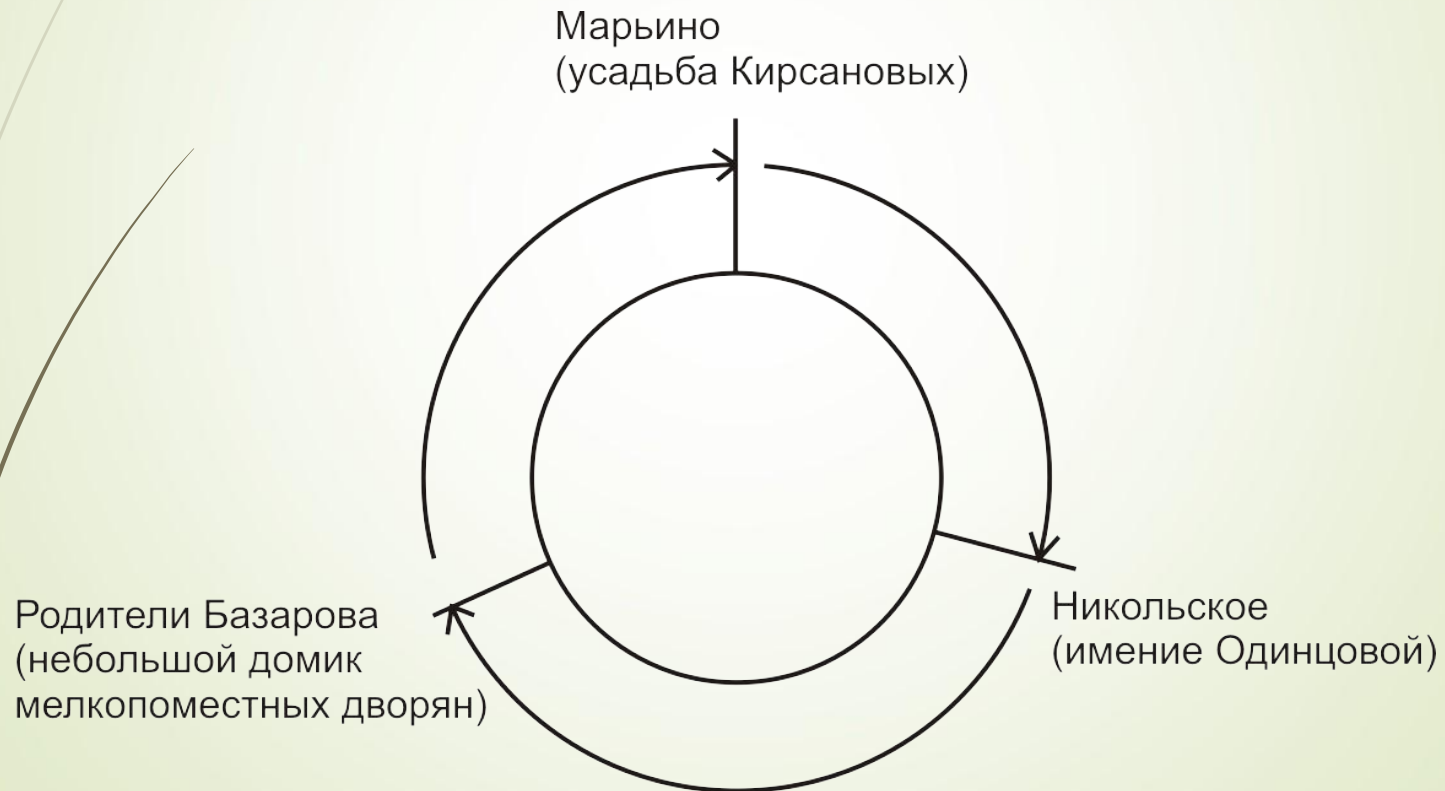 Марьино
(усадьба Кирсановых)
Никольское
(имение Одинцовой)
Родители Базарова
(небольшой домик
мелкопоместных дворян)